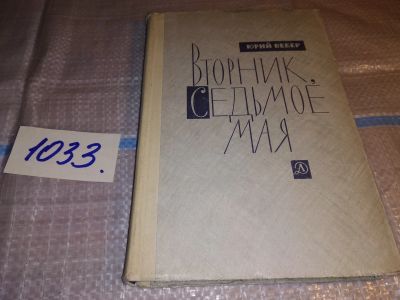 ЮРИЙ ВЕБЕР
ВТОРНИК,
СЕДЬМОЕ
МАЯ
Д
1033.